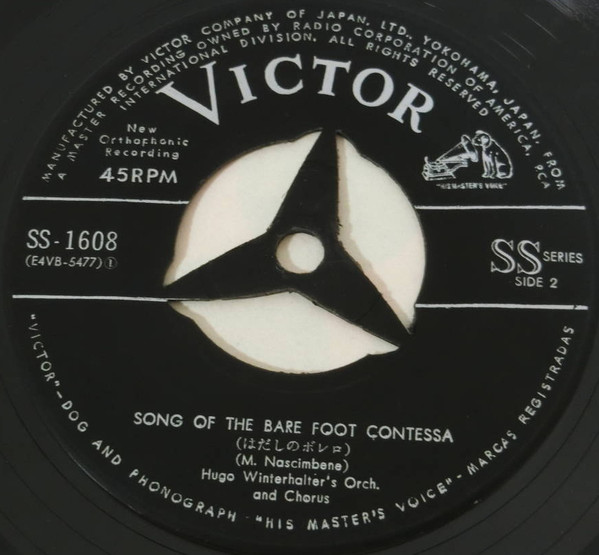 MANUFACTURED BY VICTOR COMPANY OF JAPAN, LTD., YOKOHAMA, JAPAN, FROM
A MASTER RECORDING OWNED BY RADIO CORPORATION OF AMERICA, RCA
INTERNATIONAL DIVISION. ALL RIGHTS RESERVED
VICTOR
New
Orthophonic
Recording
45RPM
"HIS MASTER'S VOICE"
SS-1608
(E4VB-5477)①
SS SERIES
SIDE 2
SONG OF THE BARE FOOT CONTESSA
(はだしのボレロ)
(M. Nascimbene)
Hugo Winterhalter's Orch.
and Chorus
"VICTOR"-DOG AND PHONOGRAPH-"HIS MASTER'S VOICE"-MARCAS REGISTRADAS